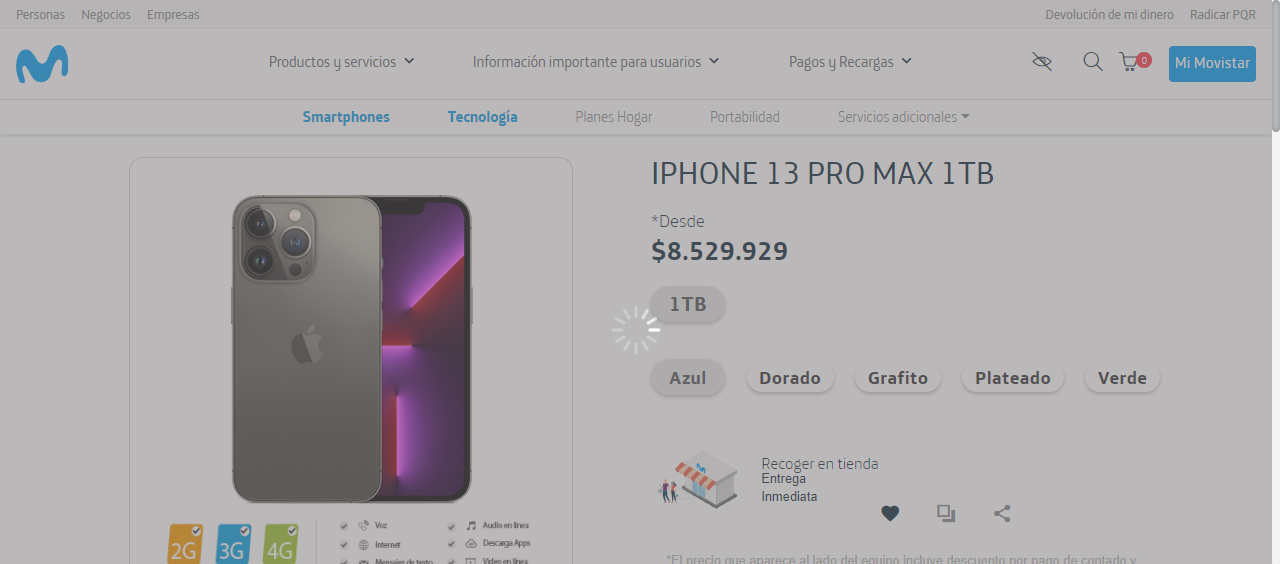 Personas Negocios Empresas Devolución de mi dinero Radicar PQR
Productos y servicios Información importante para usuarios Pagos y Recargas 0 Mi Movistar
Smartphones Tecnología Planes Hogar Portabilidad Servicios adicionales
IPHONE 13 PRO MAX 1TB
*Desde
$8.529.929
1TB
Azul Dorado Grafito Plateado Verde
Recoger en tienda
Entrega
Inmediata
2G 3G 4G
Voz
Internet
Mensajes de texto
Audio en línea
Descarga Apps
Video en línea
*El precio que aparece al lado del equipo incluye descuento por pago de contado y